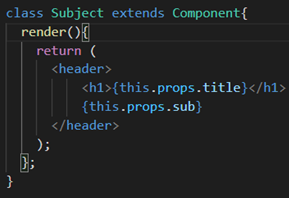 class Subject extends Component{
  render(){
    return (
      <header>
          <h1>{this.props.title}</h1>
          {this.props.sub}
      </header>
    );
  };
}